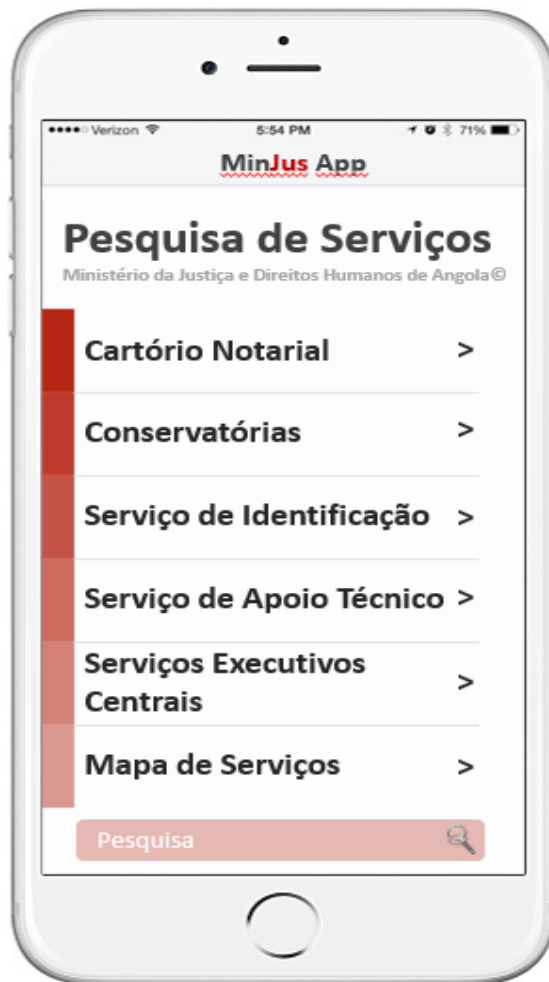 Verizon 5:54 PM 71%
MinJus App
Pesquisa de Serviços
Ministério da Justiça e Direitos Humanos de Angola©
Cartório Notarial >
Conservatórias >
Serviço de Identificação >
Serviço de Apoio Técnico >
Serviços Executivos
Centrais >
Mapa de Serviços >
Pesquisa